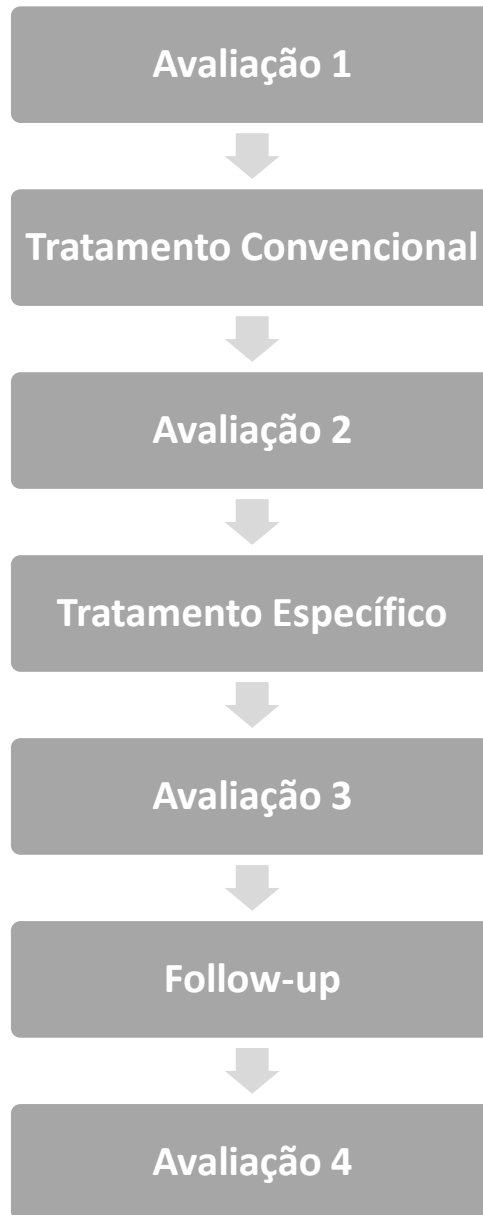 Avaliação 1
Tratamento Convencional
Avaliação 2
Tratamento Específico
Avaliação 3
Follow-up
Avaliação 4